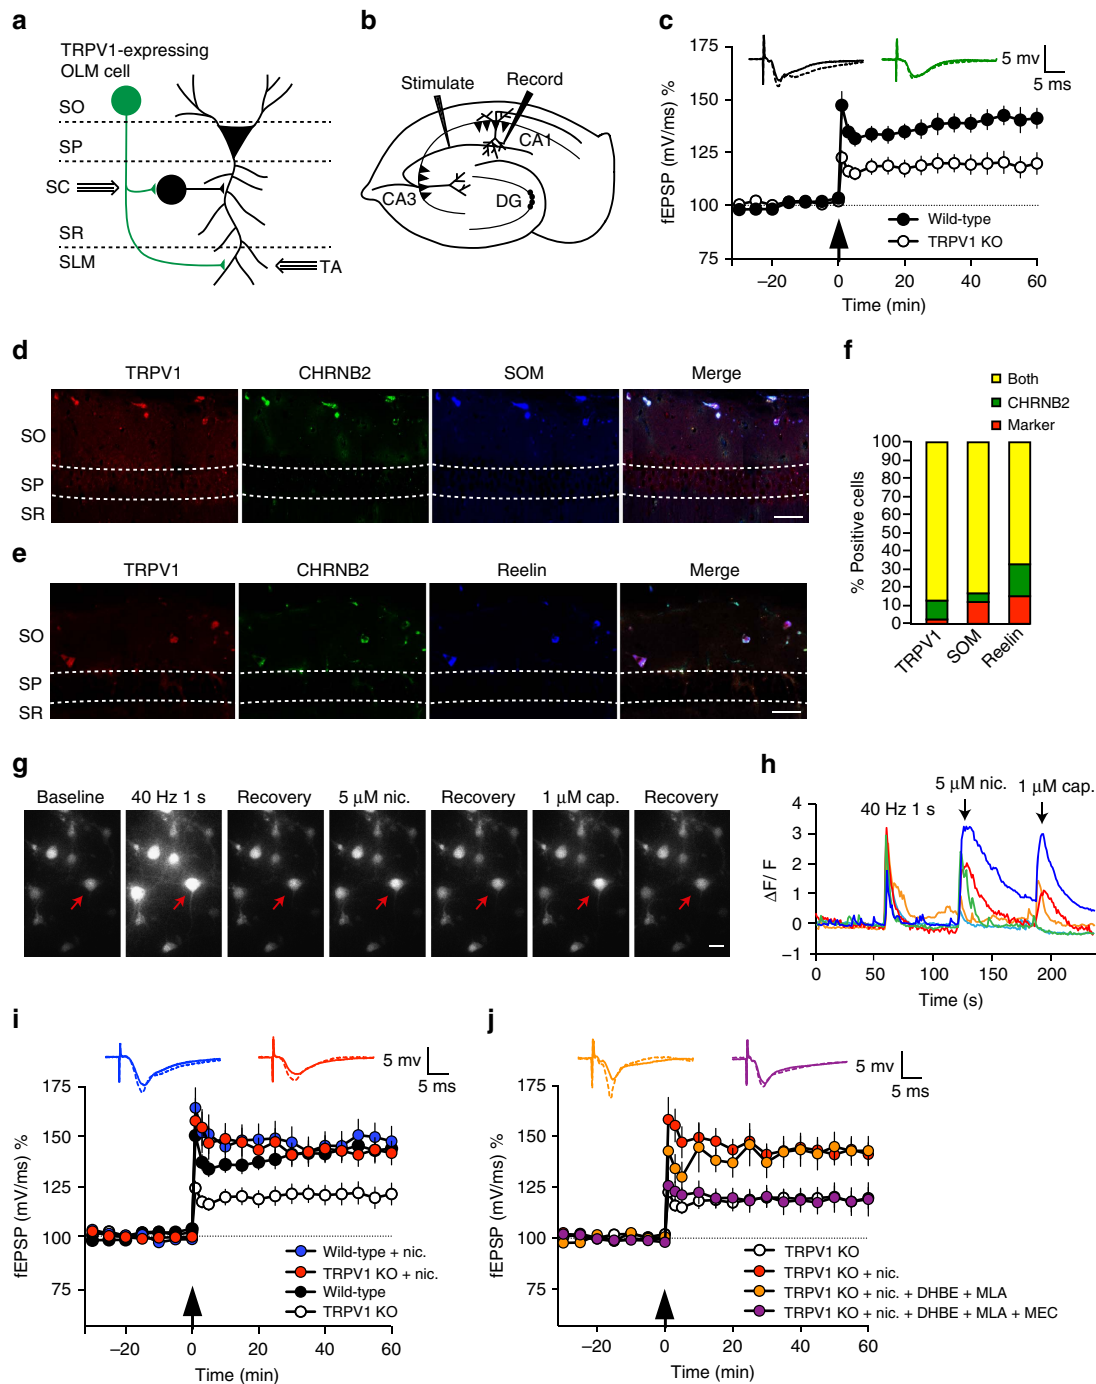 a
TRPV1-expressing
OLM cell
SO
SP
SC
SR
SLM
TA
b
Stimulate
Record
CA1
CA3
DG
c
175
150
125
100
75
fEPSP (mV/ms) %
5 mv
5 ms
Wild-type
TRPV1 KO
−20 0 20 40 60
Time (min)
d
TRPV1 CHRNB2 SOM Merge
SO
SP
SR
e
TRPV1 CHRNB2 Reelin Merge
SO
SP
SR
f
Both
CHRNB2
Marker
100
90
80
70
60
50
40
30
20
10
0
% Positive cells
TRPV1
SOM
Reelin
g
Baseline 40 Hz 1 s Recovery 5 μM nic. Recovery 1 μM cap. Recovery
h
5 μM nic.
1 μM cap.
40 Hz 1 s
4
3
2
1
0
−1
ΔF/ F
0 50 100 150 200
Time (s)
i
5 mv
5 ms
175
150
125
100
75
fEPSP (mV/ms) %
Wild-type + nic.
TRPV1 KO + nic.
Wild-type
TRPV1 KO
−20 0 20 40 60
Time (min)
j
5 mv
5 ms
175
150
125
100
75
fEPSP (mV/ms) %
TRPV1 KO
TRPV1 KO + nic.
TRPV1 KO + nic. + DHBE + MLA
TRPV1 KO + nic. + DHBE + MLA + MEC
−20 0 20 40 60
Time (min)